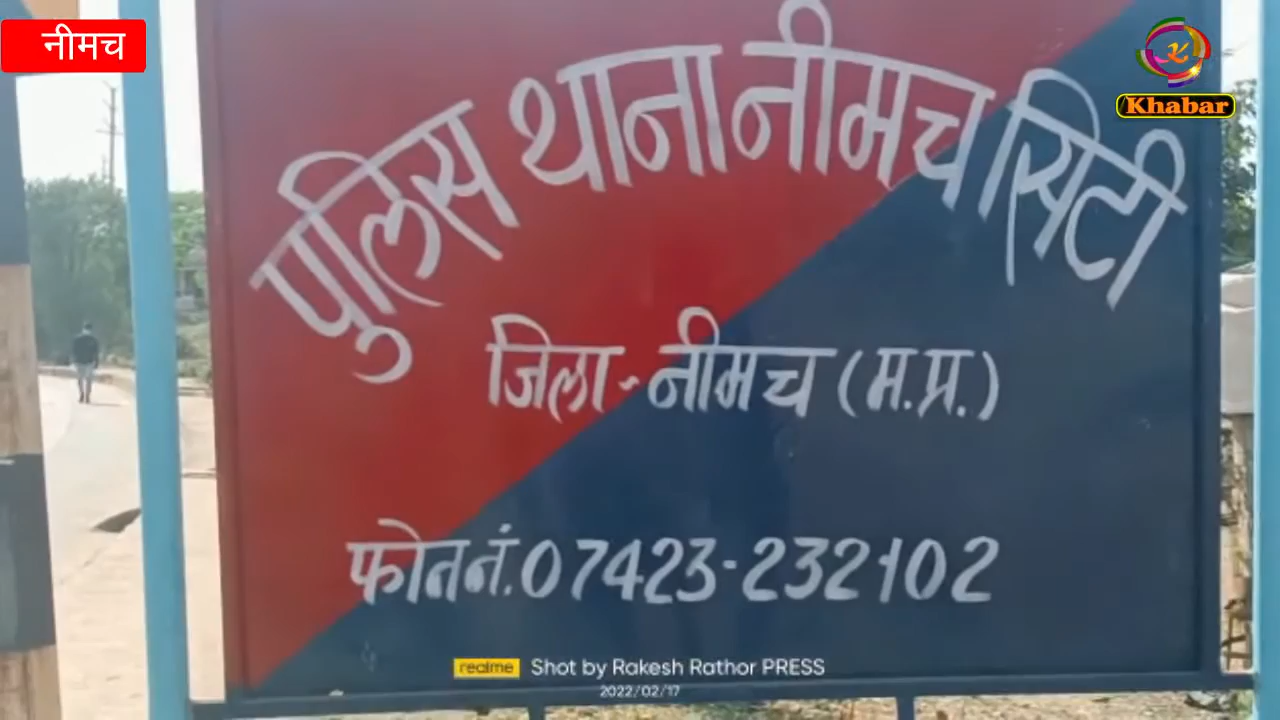 नीमच
K
Khabar
पुलिस थाना नीमच सिटी
जिला-नीमच (म.प्र.)
फोन नं. 07423-232102
realme Shot by Rakesh Rathor PRESS
2022/02/17